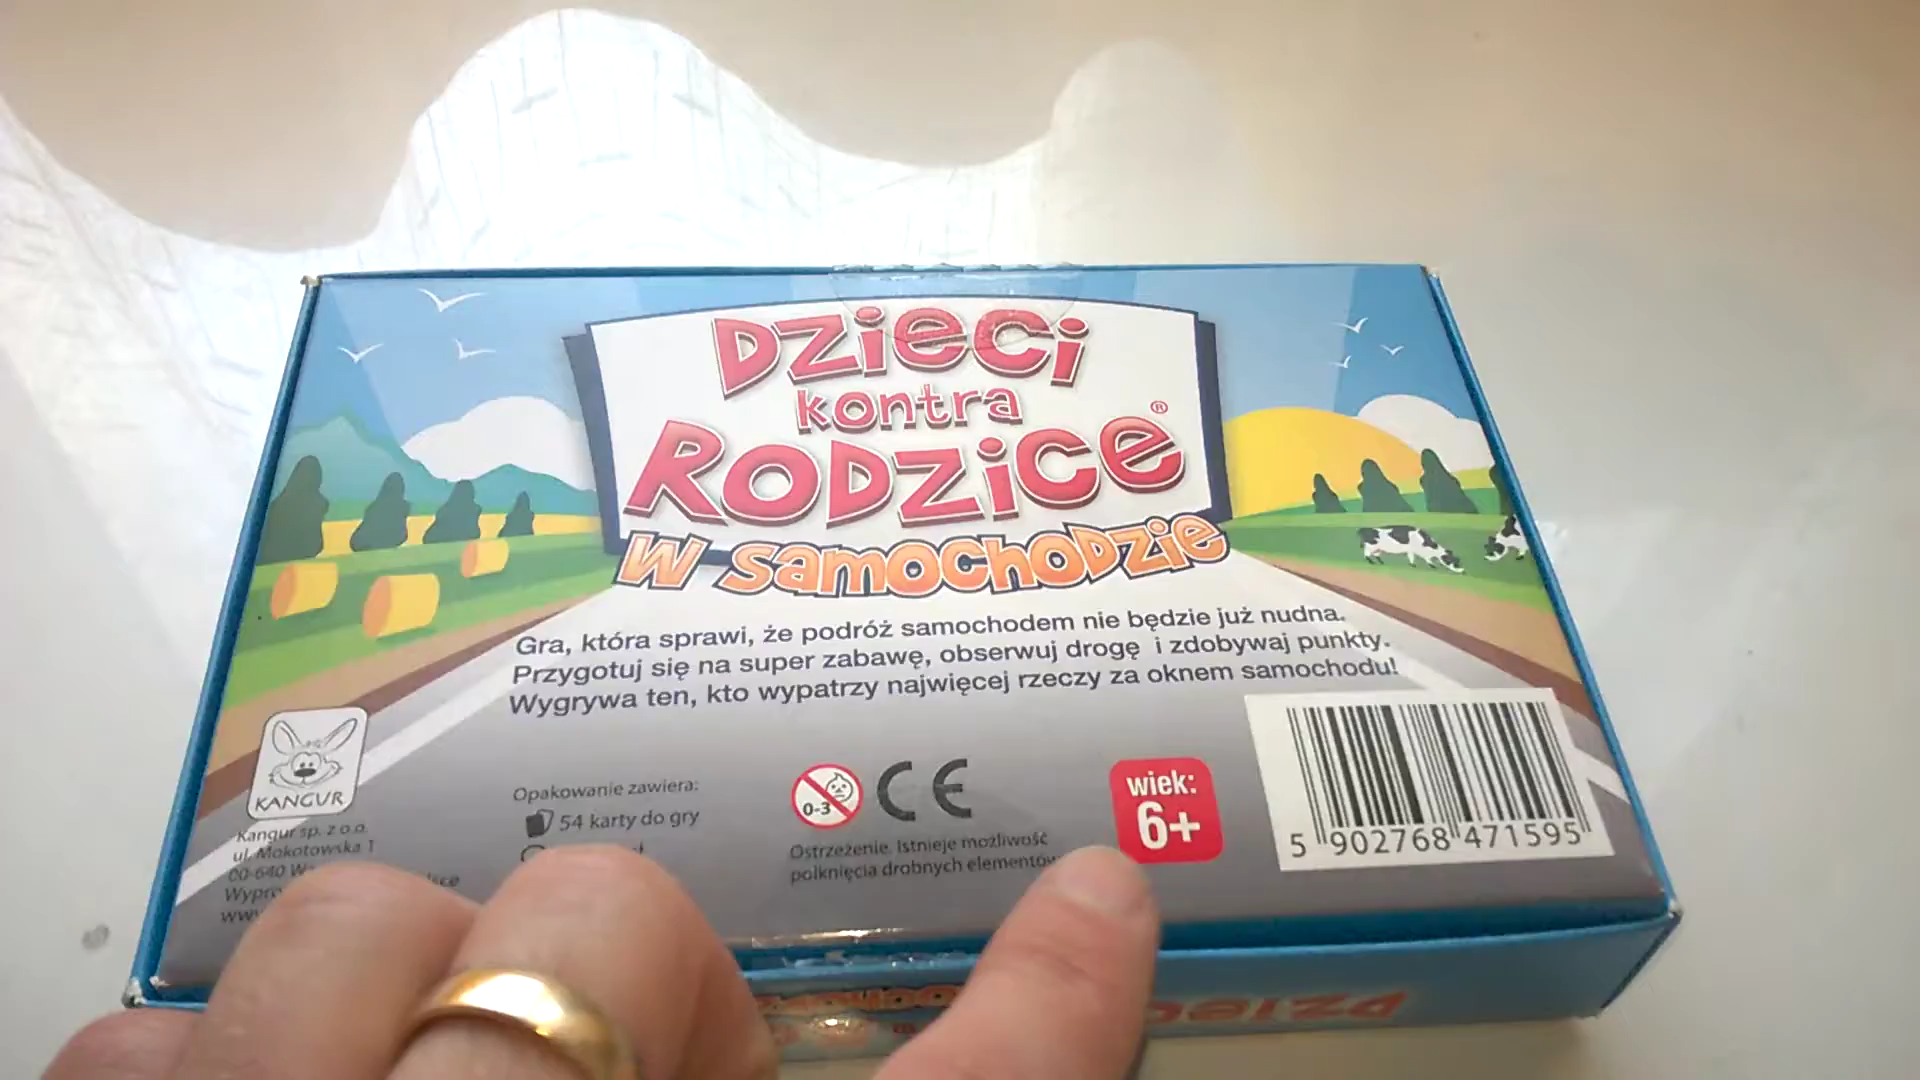 Dzieci
kontra
Rodzice®
w samochodzie
Gra, która sprawi, że podróż samochodem nie będzie już nudna.
Przygotuj się na super zabawę, obserwuj drogę i zdobywaj punkty.
Wygrywa ten, kto wypatrzy najwięcej rzeczy za oknem samochodu!
KANGUR
Kangur sp. z o.o.
ul. Mokotowska 1
00-640
Opakowanie zawiera:
54 karty do gry
0-3
CE
Ostrzeżenie. Istnieje możliwość
połknięcia drobnych elementów
wiek:
6+
5 902768 471595